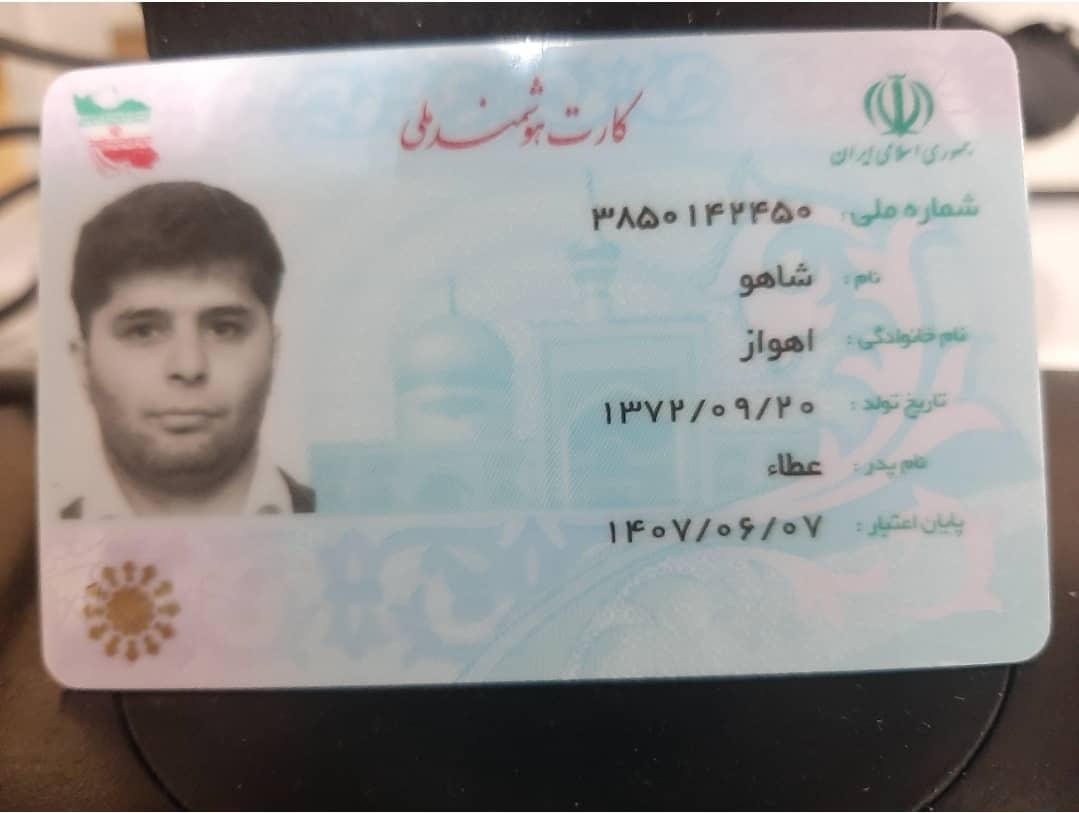 کارت هوشمند ملی
جمهوری اسلامی ایران
شماره ملی: ۳۸۵۰۱۴۲۴۵۰
نام: شاهو
نام خانوادگی: اهواز
تاریخ تولد: ۱۳۷۲/۰۹/۲۰
نام پدر: عطاء
پایان اعتبار: ۱۴۰۷/۰۶/۰۷